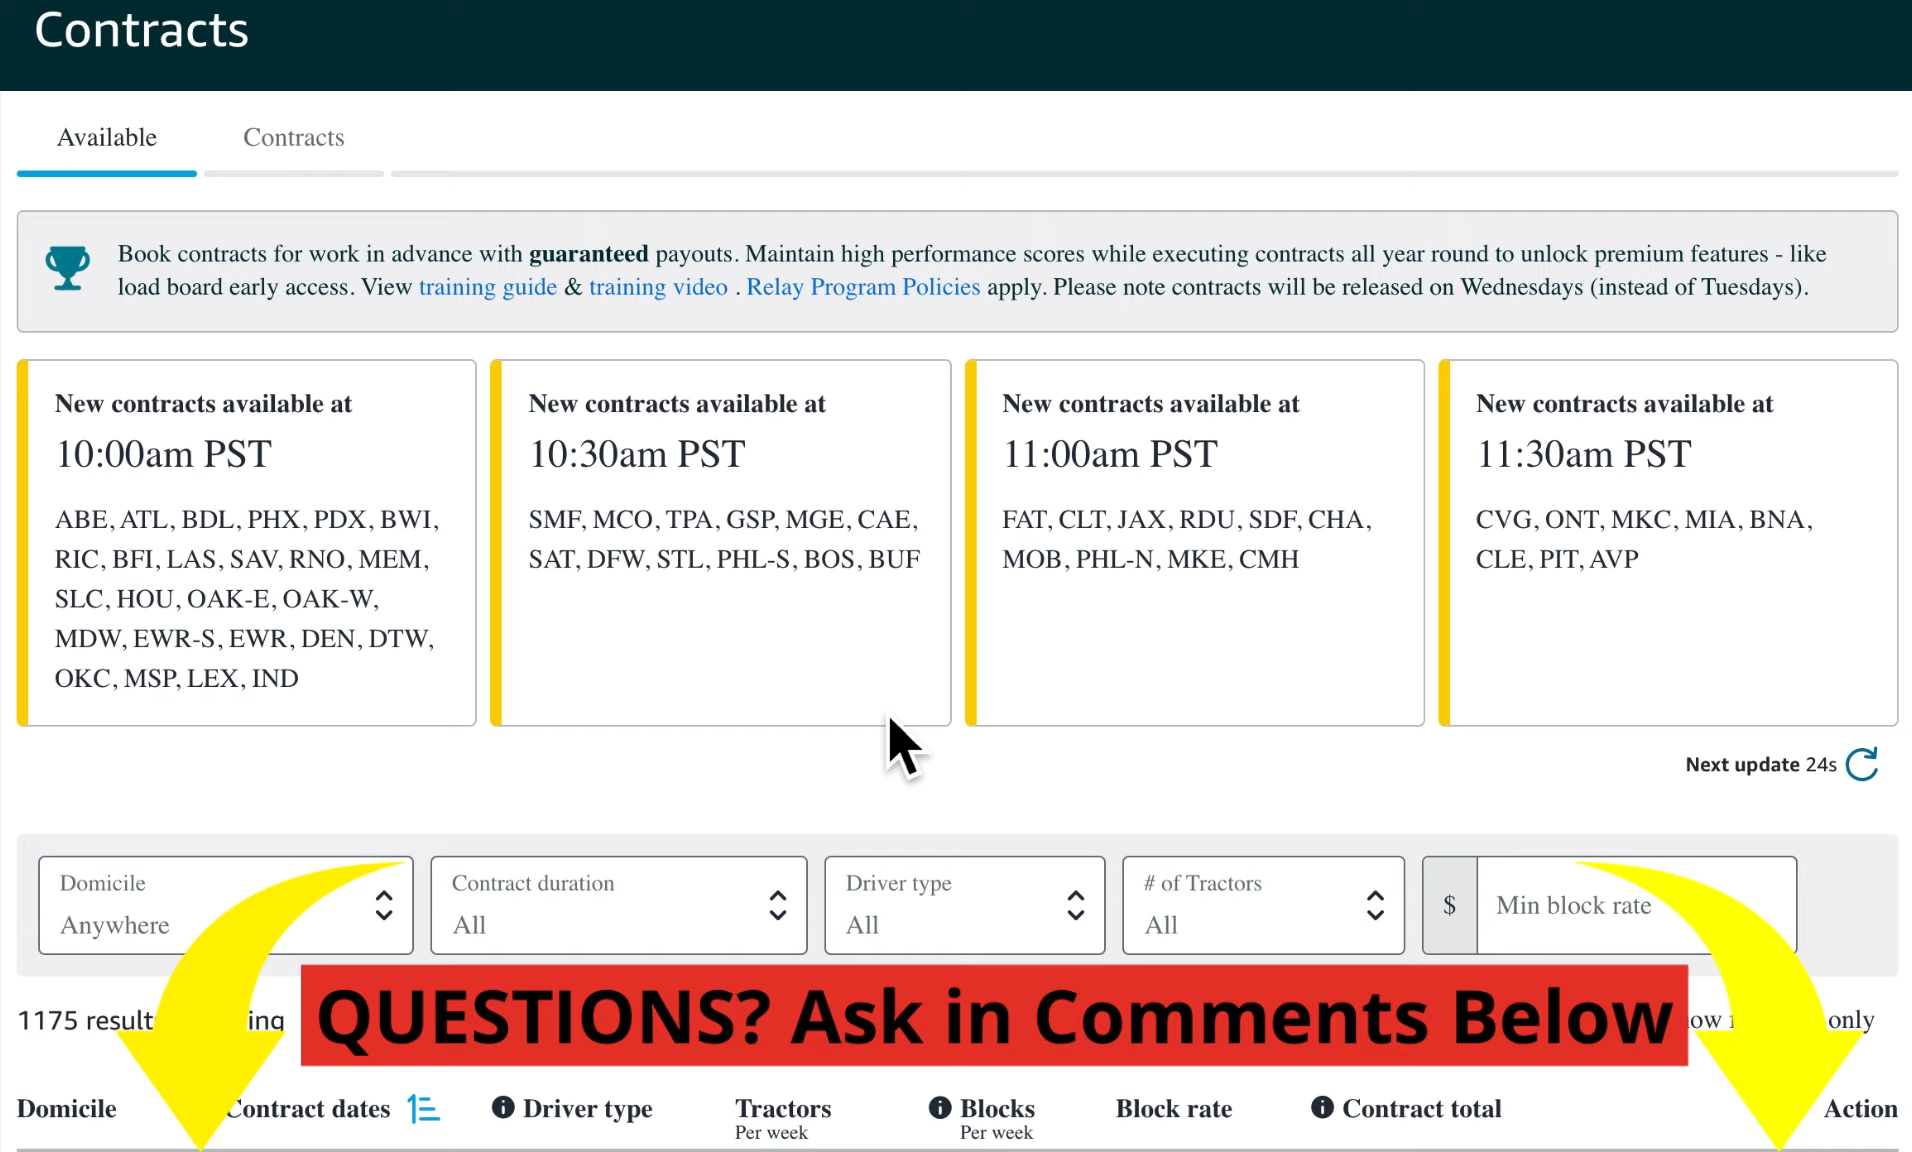 Contracts
Available
Contracts
Book contracts for work in advance with guaranteed payouts. Maintain high performance scores while executing contracts all year round to unlock premium features - like
load board early access. View training guide & training video . Relay Program Policies apply. Please note contracts will be released on Wednesdays (instead of Tuesdays).
New contracts available at
10:00am PST
ABE, ATL, BDL, PHX, PDX, BWI,
RIC, BFI, LAS, SAV, RNO, MEM,
SLC, HOU, OAK-E, OAK-W,
MDW, EWR-S, EWR, DEN, DTW,
OKC, MSP, LEX, IND
New contracts available at
10:30am PST
SMF, MCO, TPA, GSP, MGE, CAE,
SAT, DFW, STL, PHL-S, BOS, BUF
New contracts available at
11:00am PST
FAT, CLT, JAX, RDU, SDF, CHA,
MOB, PHL-N, MKE, CMH
New contracts available at
11:30am PST
CVG, ONT, MKC, MIA, BNA,
CLE, PIT, AVP
Next update 24s
Domicile
Anywhere
Contract duration
All
Driver type
All
# of Tractors
All
$ Min block rate
1175
only
QUESTIONS? Ask in Comments Below
Domicile
Contract dates
Driver type
Tractors
Per week
Blocks
Per week
Block rate
Contract total
Action